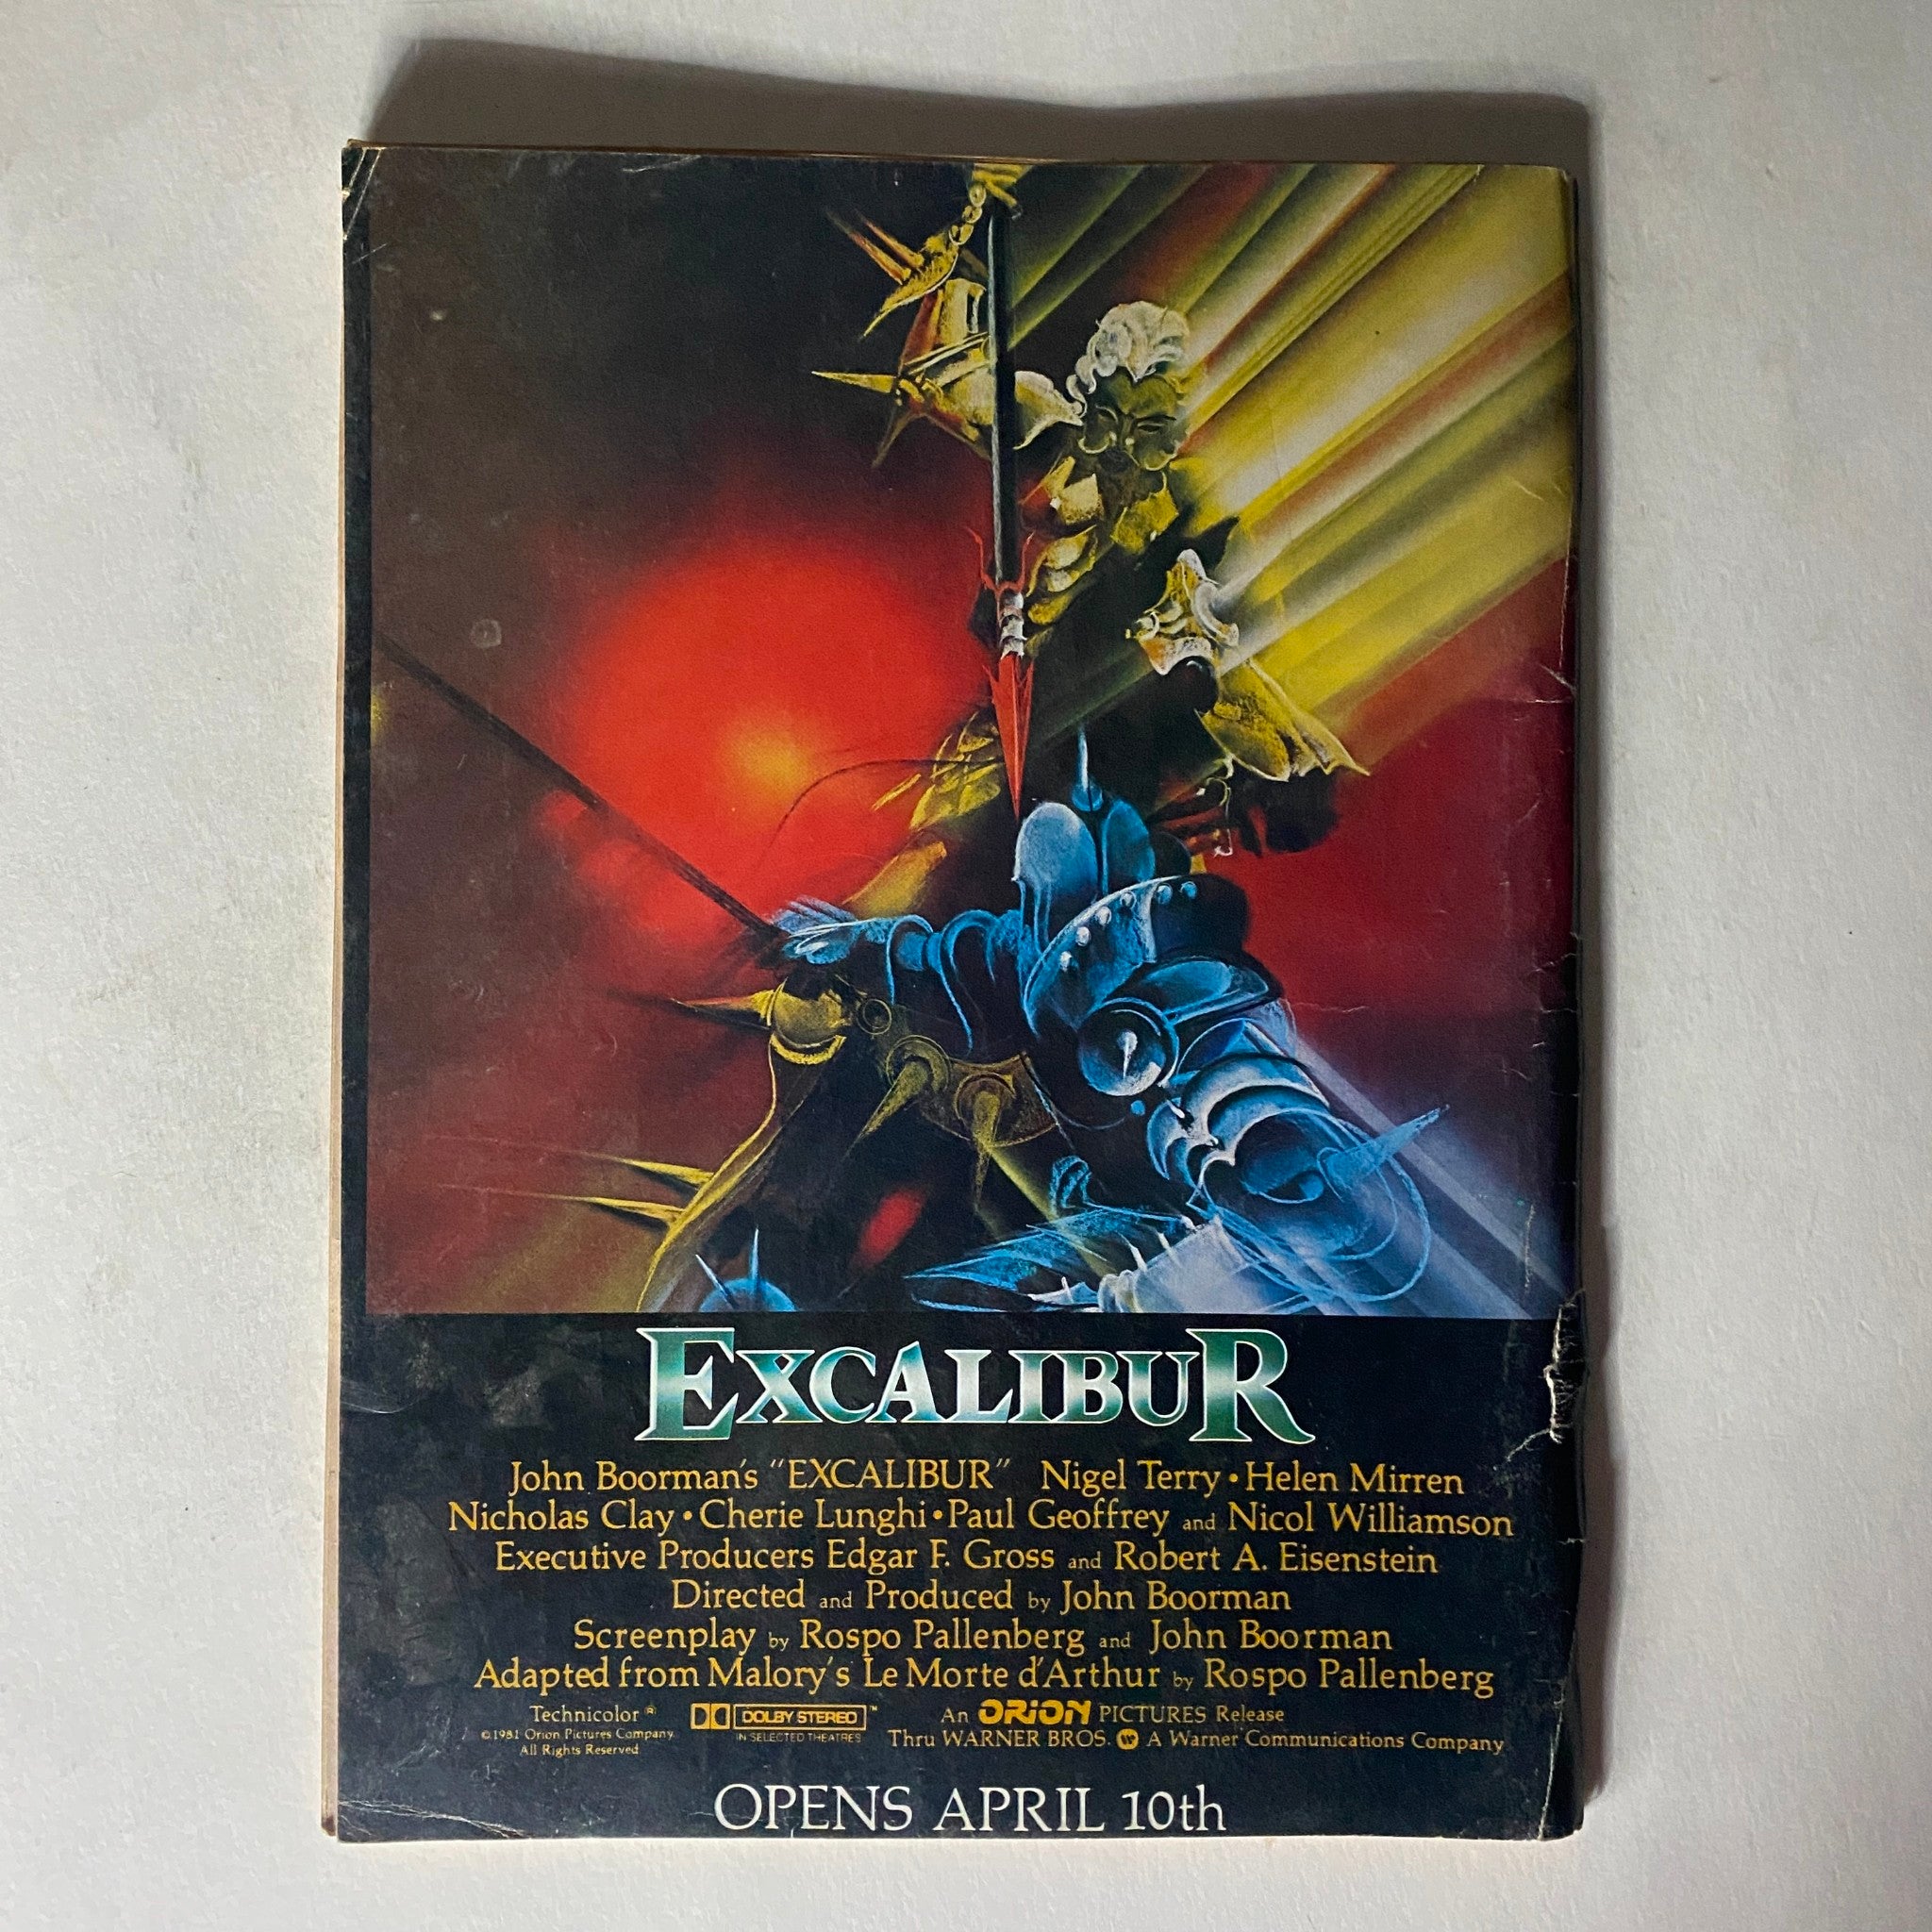 EXCALIBUR
John Boorman's "EXCALIBUR" Nigel Terry • Helen Mirren
Nicholas Clay • Cherie Lunghi • Paul Geoffrey and Nicol Williamson
Executive Producers Edgar F. Gross and Robert A. Eisenstein
Directed and Produced by John Boorman
Screenplay by Rospo Pallenberg and John Boorman
Adapted from Malory's Le Morte d'Arthur by Rospo Pallenberg
Technicolor®
©1981 Orion Pictures Company
All Rights Reserved
DOLBY STEREO™
IN SELECTED THEATRES
An ORION PICTURES Release
Thru WARNER BROS. A Warner Communications Company
OPENS APRIL 10th